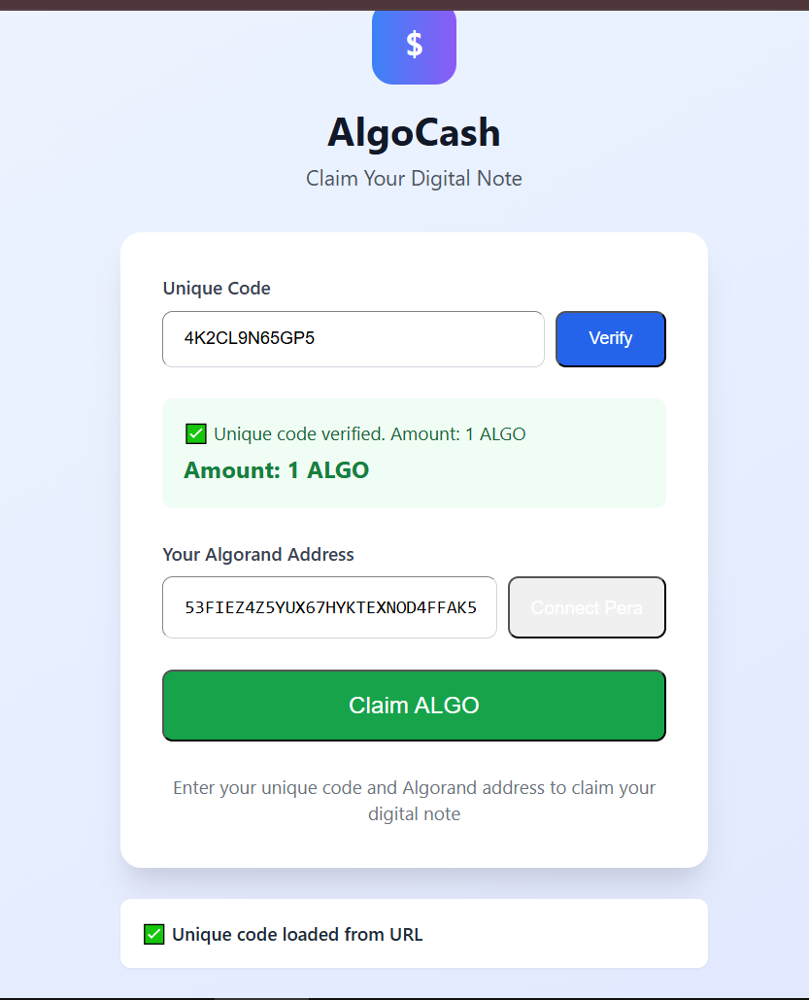 $
AlgoCash
Claim Your Digital Note
Unique Code
4K2CL9N65GP5
Verify
✅ Unique code verified. Amount: 1 ALGO
Amount: 1 ALGO
Your Algorand Address
53FIEZ4Z5YUX67HYKTEXNOD4FFAK5
Connect Pera
Claim ALGO
Enter your unique code and Algorand address to claim your
digital note
✅ Unique code loaded from URL